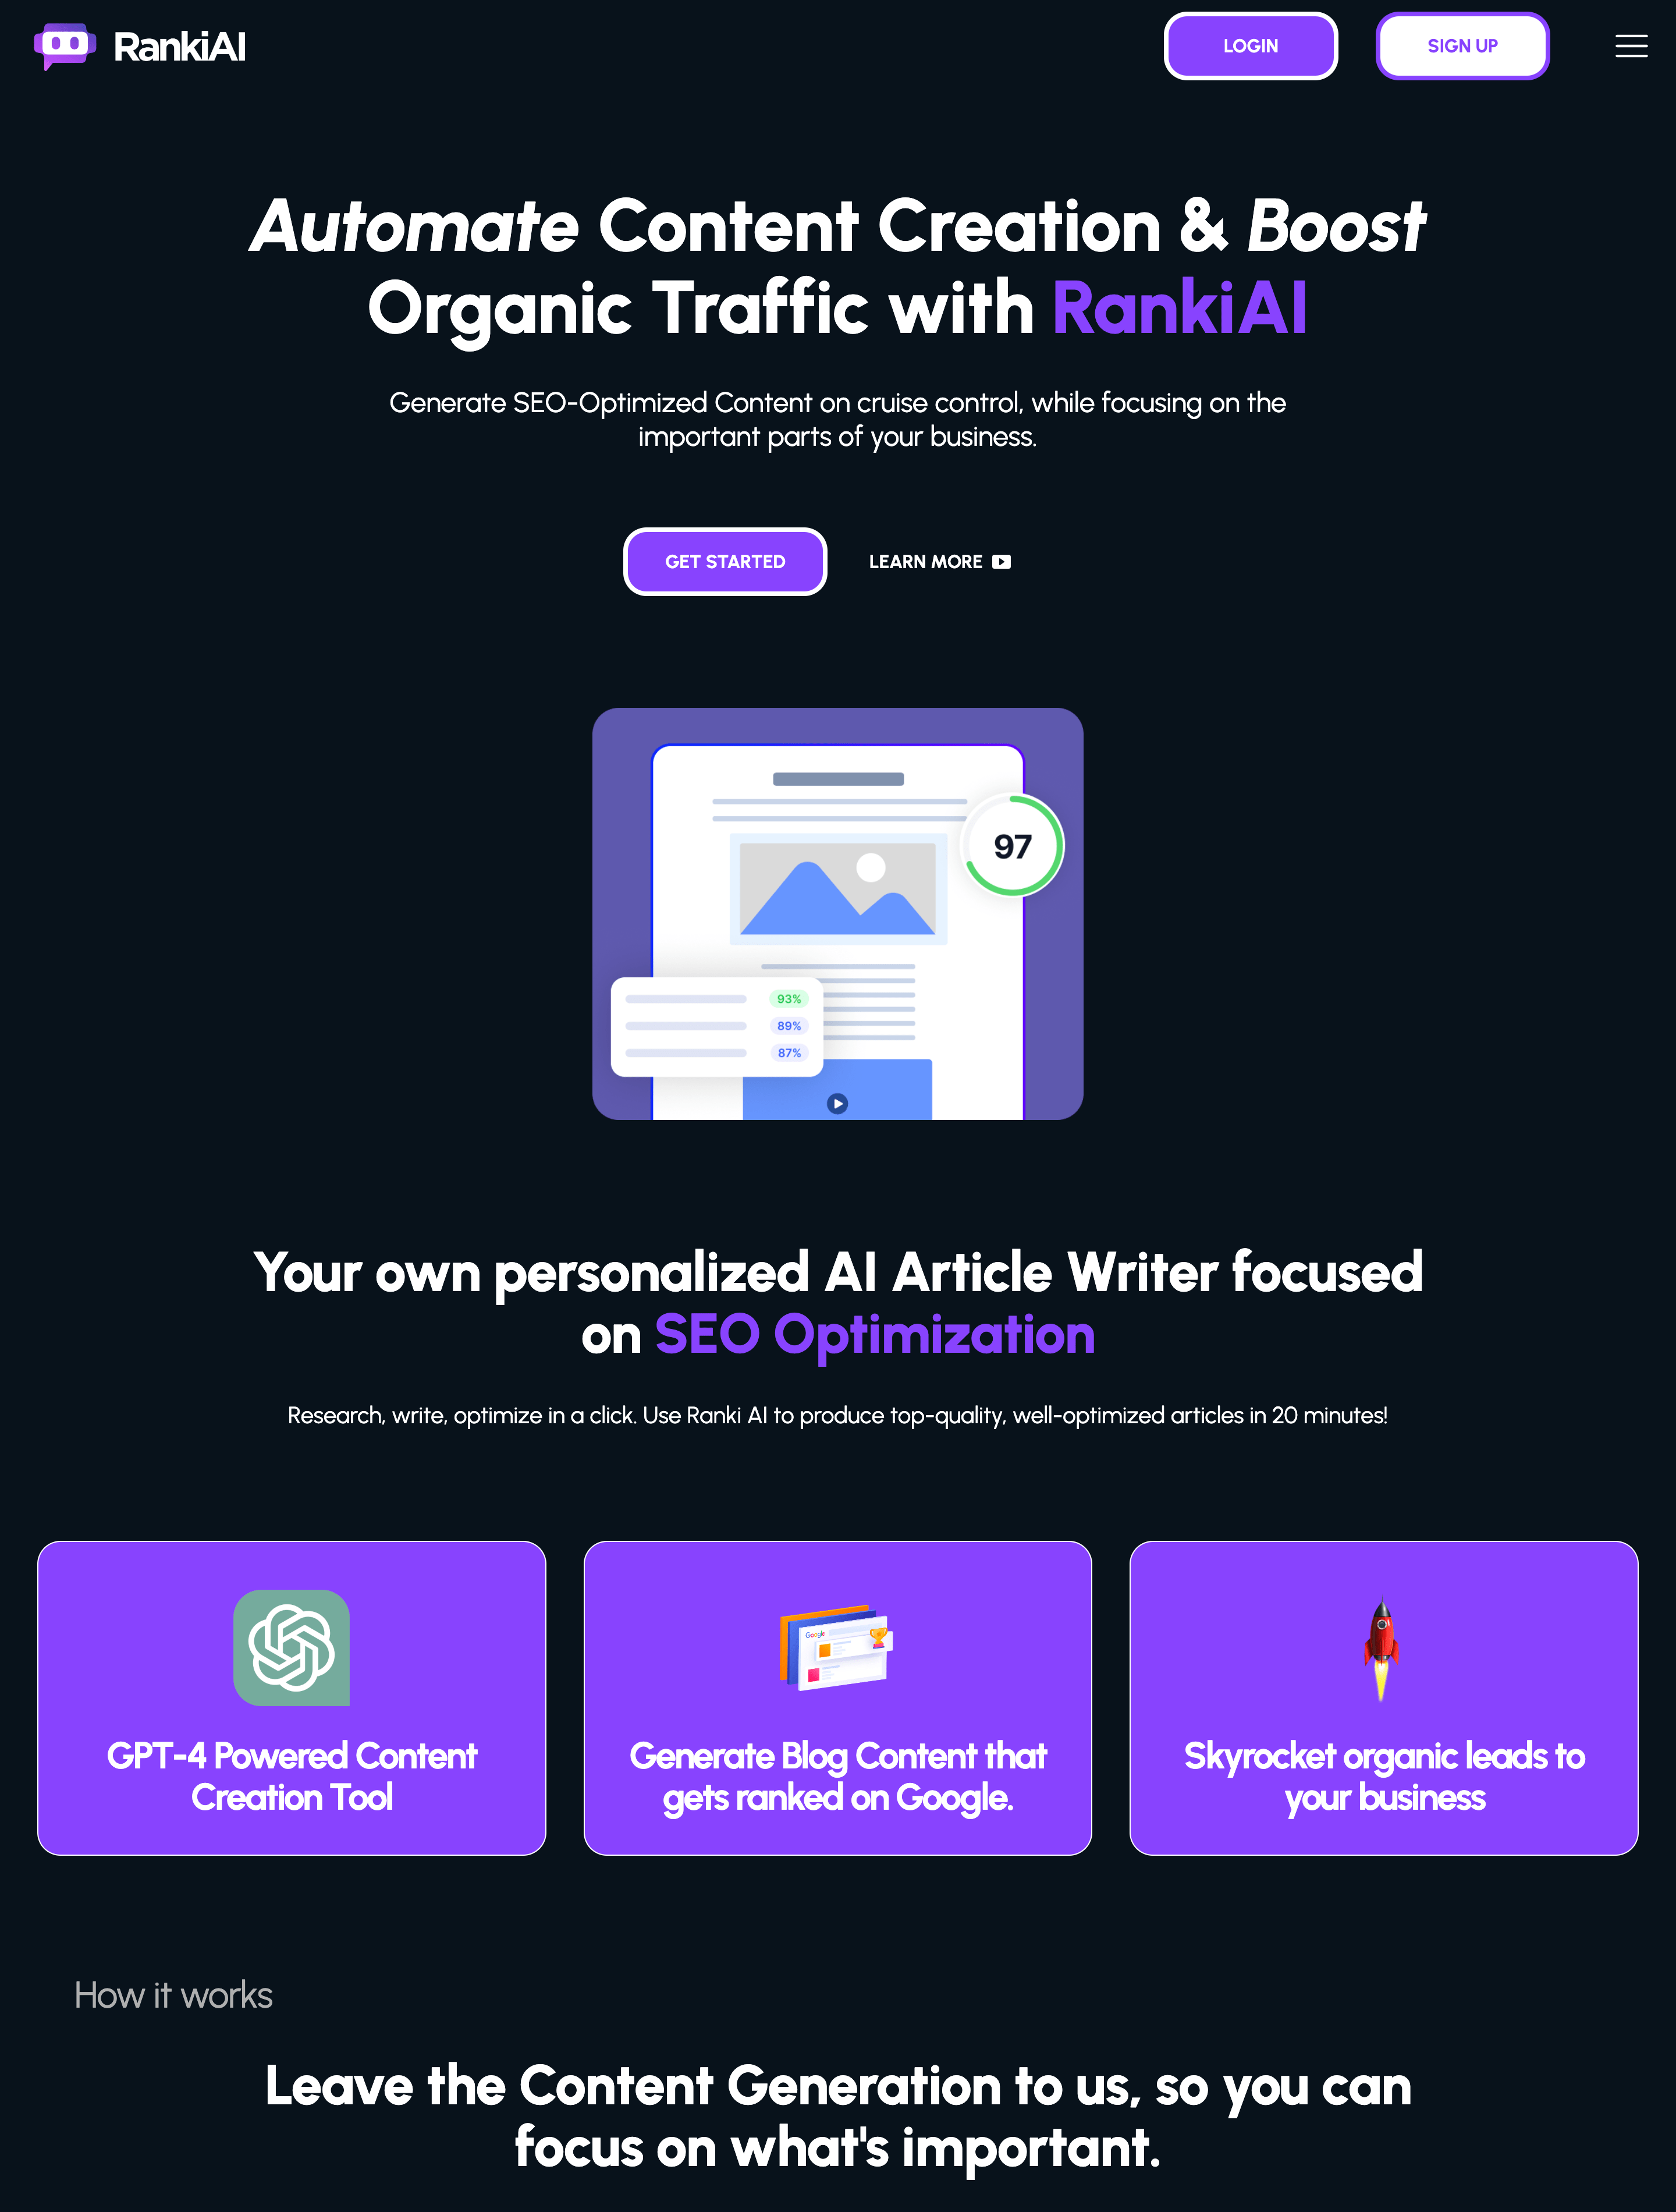 RankiAI
LOGIN
SIGN UP
Automate Content Creation & Boost
Organic Traffic with RankiAI
Generate SEO-Optimized Content on cruise control, while focusing on the
important parts of your business.
GET STARTED
LEARN MORE
97
93%
89%
87%
Your own personalized AI Article Writer focused
on SEO Optimization
Research, write, optimize in a click. Use Ranki AI to produce top-quality, well-optimized articles in 20 minutes!
Google
GPT-4 Powered Content
Creation Tool
Generate Blog Content that
gets ranked on Google.
Skyrocket organic leads to
your business
How it works
Leave the Content Generation to us, so you can
focus on what's important.